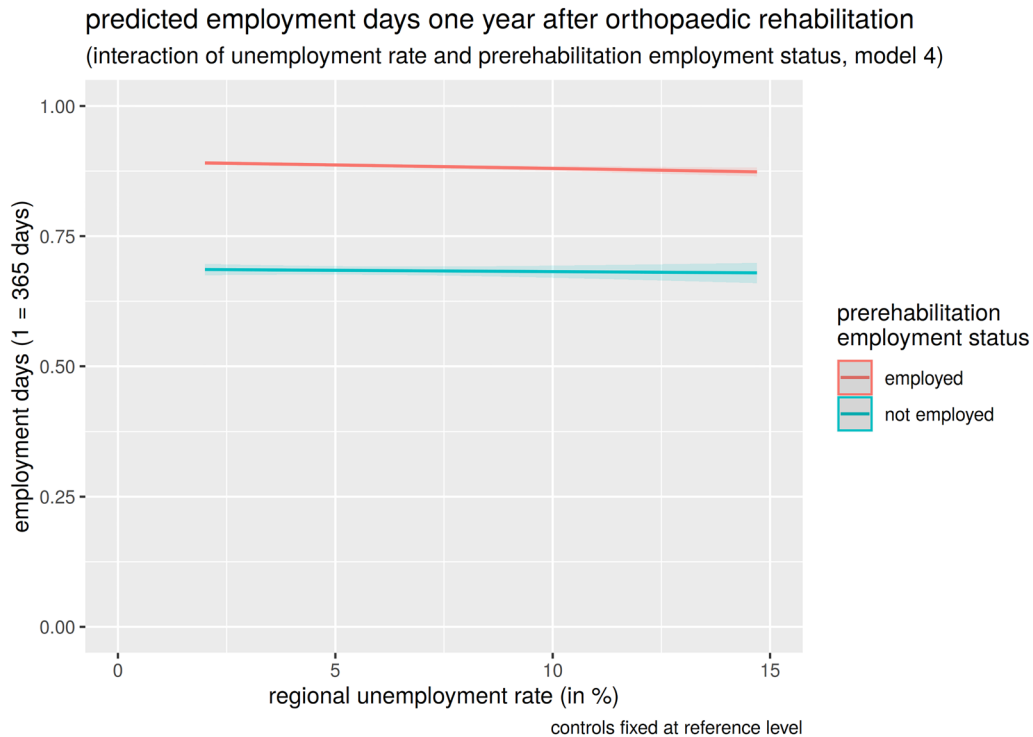 predicted employment days one year after orthopaedic rehabilitation
(interaction of unemployment rate and prerehabilitation employment status, model 4)
employment days (1 = 365 days)
1.00
0.75
0.50
0.25
0.00
0
5
10
15
regional unemployment rate (in %)
prerehabilitation
employment status
employed
not employed
controls fixed at reference level